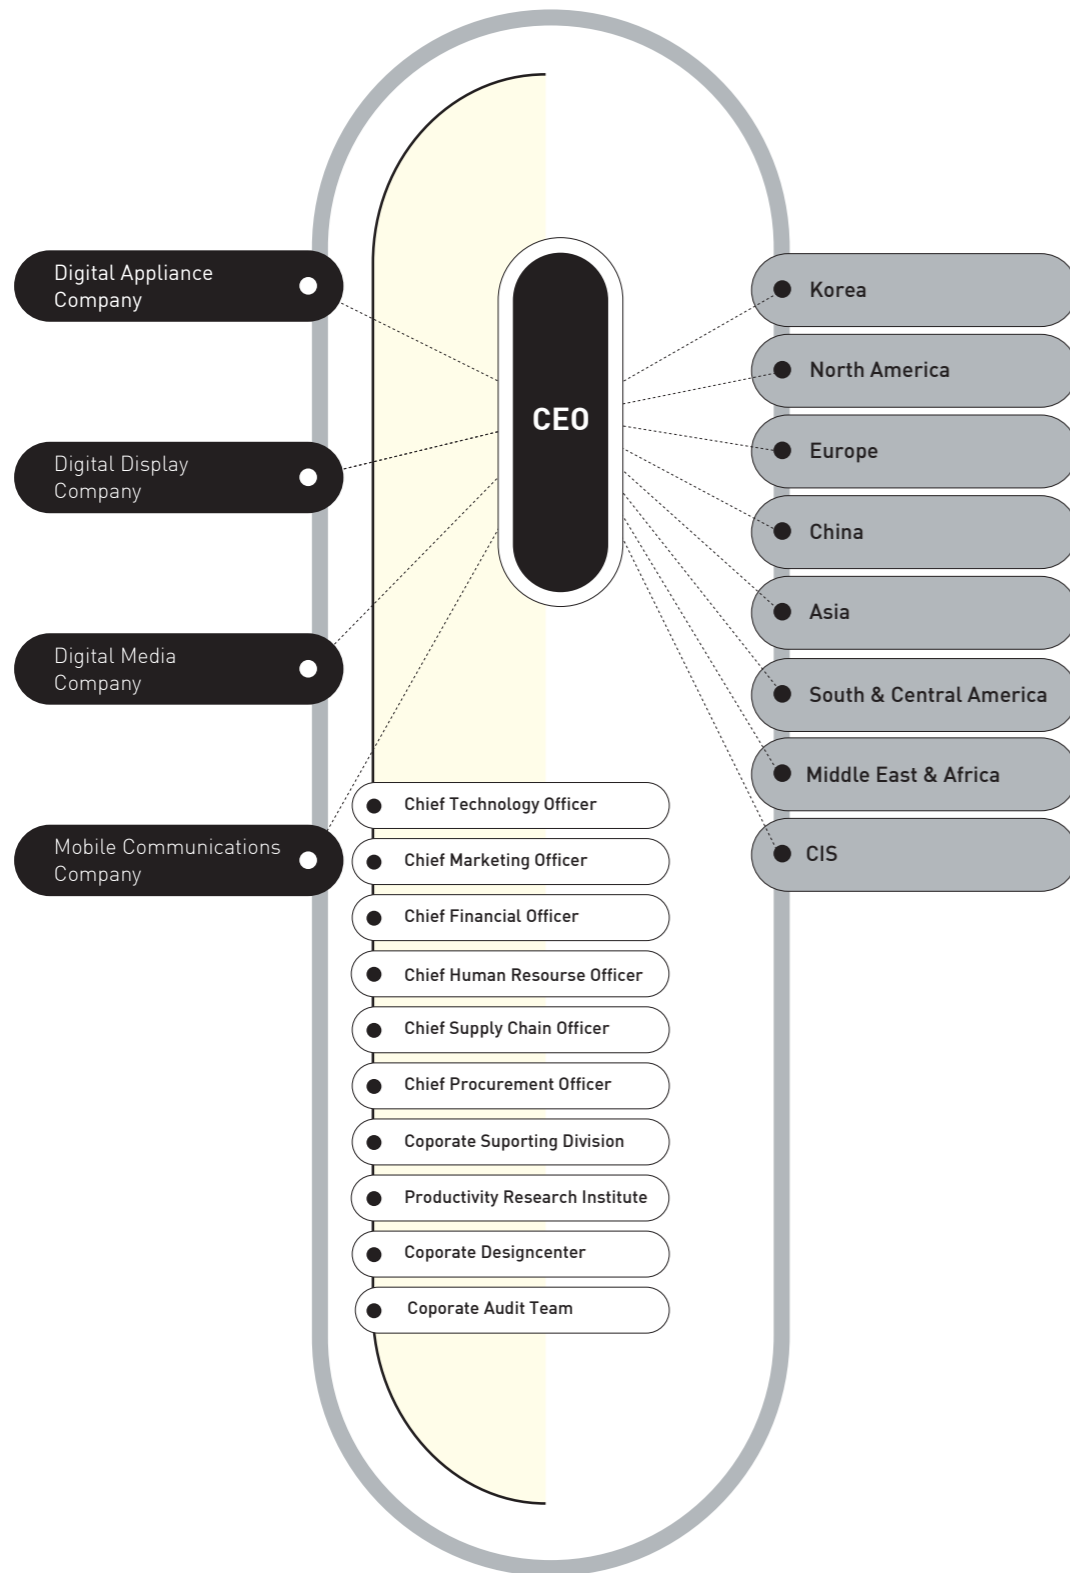 Digital Appliance
Company
Digital Display
Company
Digital Media
Company
Mobile Communications
Company
CEO
Korea
North America
Europe
China
Asia
South & Central America
Middle East & Africa
CIS
Chief Technology Officer
Chief Marketing Officer
Chief Financial Officer
Chief Human Resourse Officer
Chief Supply Chain Officer
Chief Procurement Officer
Coporate Suporting Division
Productivity Research Institute
Coporate Designcenter
Coporate Audit Team